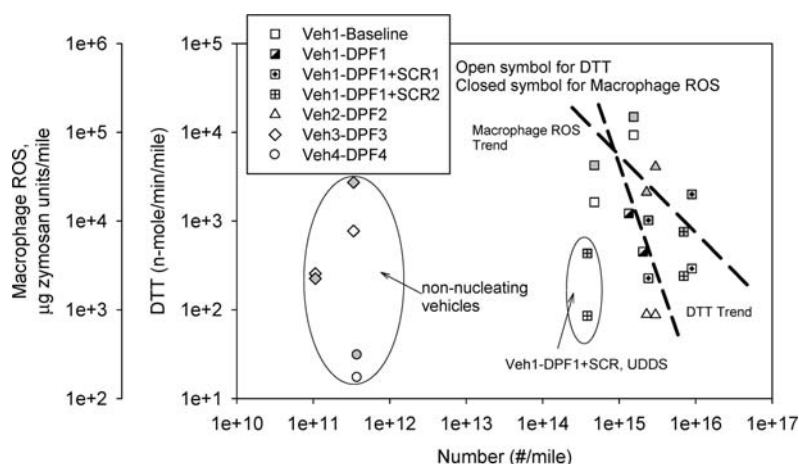 Macrophage ROS,
µg zymosan units/mile
1e+6
1e+5
1e+4
1e+3
1e+2
DTT (n-mole/min/mile)
1e+5
1e+4
1e+3
1e+2
1e+1
Veh1-Baseline
Veh1-DPF1
Veh1-DPF1+SCR1
Veh1-DPF1+SCR2
Veh2-DPF2
Veh3-DPF3
Veh4-DPF4
Open symbol for DTT
Closed symbol for Macrophage ROS
Macrophage ROS
Trend
non-nucleating
vehicles
DTT Trend
Veh1-DPF1+SCR, UDDS
1e+10 1e+11 1e+12 1e+13 1e+14 1e+15 1e+16 1e+17
Number (#/mile)